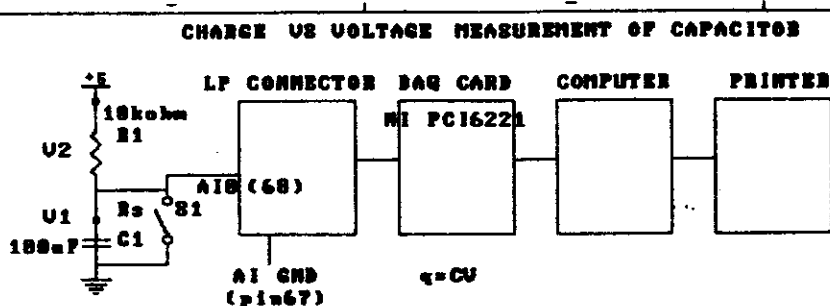 CHARGE VS VOLTAGE MEASUREMENT OF CAPACITOR
+5
LP CONNECTOR
DAQ CARD
COMPUTER
PRINTER
10kohm
R1
NI PCI6221
V2
AI0 (68)
V1
Rs
S1
100uF
C1
AI GND
(pin67)
q=CV